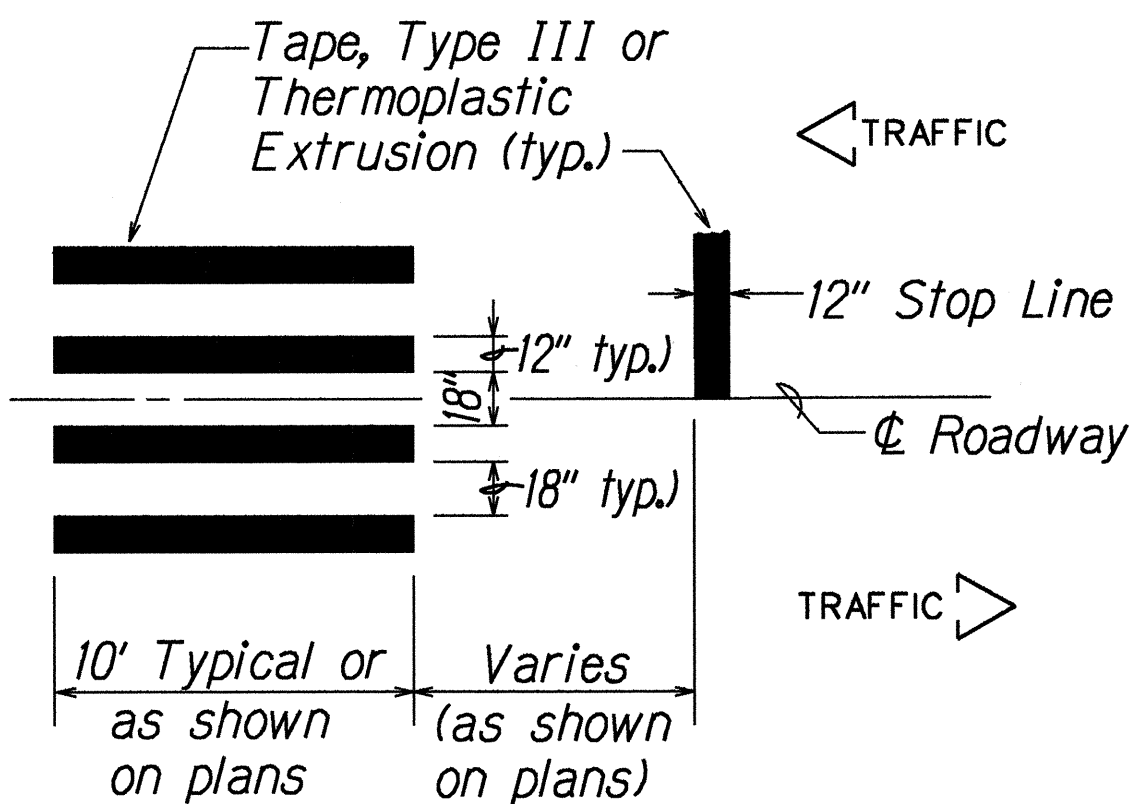 Tape, Type III or
Thermoplastic
Extrusion (typ.)
TRAFFIC
12" Stop Line
12" typ.)
18"
℄ Roadway
18" typ.)
TRAFFIC
10' Typical or
as shown
on plans
Varies
(as shown
on plans)